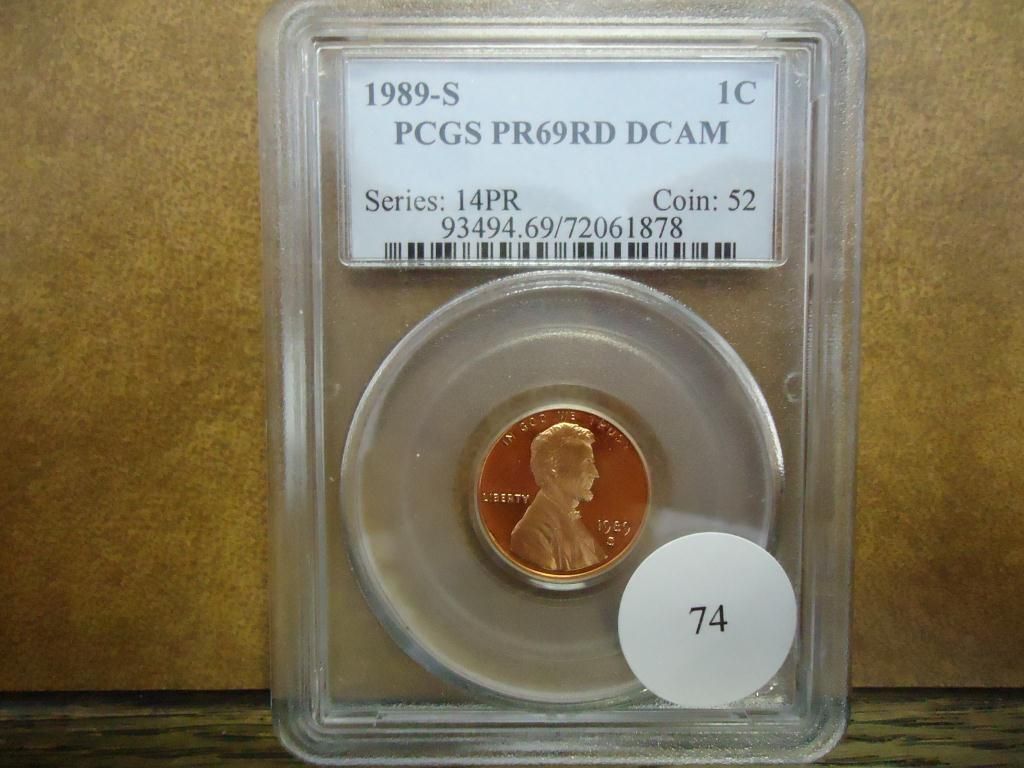 1989-S 1C
PCGS PR69RD DCAM
Series: 14PR Coin: 52
93494.69/72061878
IN GOD WE TRUST
LIBERTY
1989
S
74